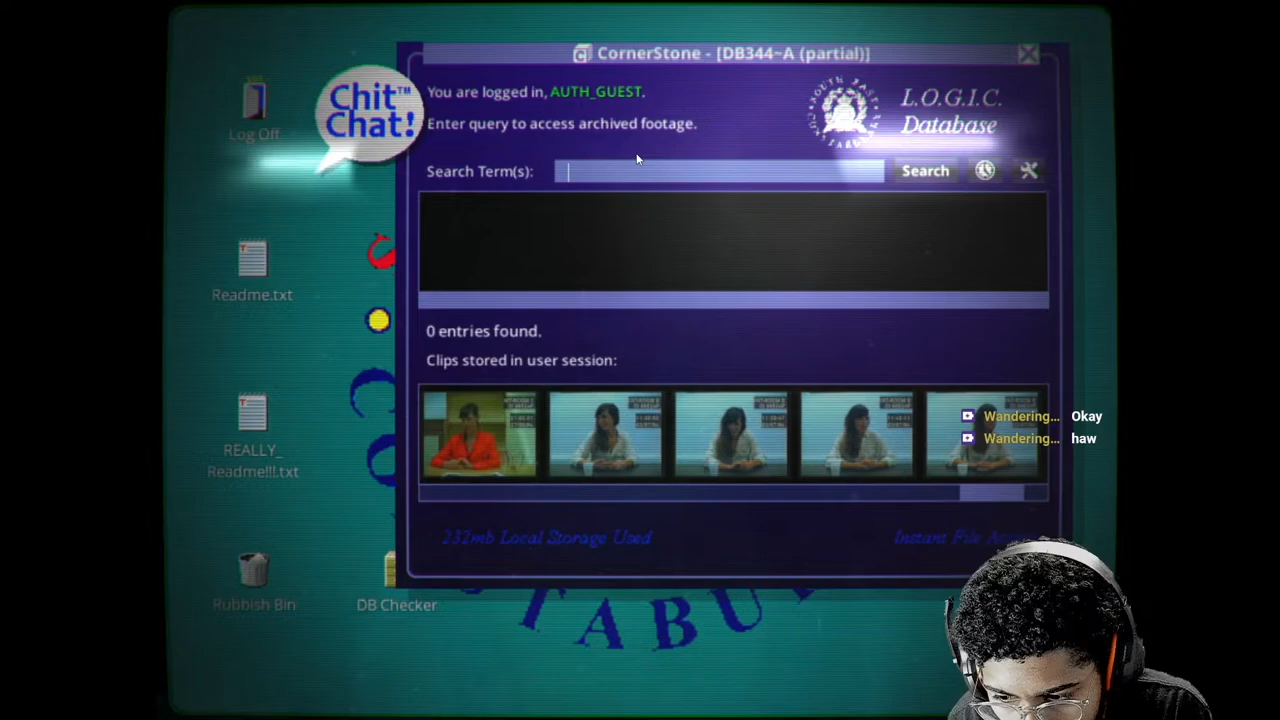 CornerStone - [DB344~A (partial)]
Chit Chat!™
You are logged in, AUTH_GUEST.
Enter query to access archived footage.
L.O.G.I.C.
Database
Log Off
Search Term(s):
Search
Readme.txt
0 entries found.
Clips stored in user session:
REALLY_
Readme!!!.txt
Wandering... Okay
Wandering... haw
232mb Local Storage Used
Instant File
Rubbish Bin
DB Checker